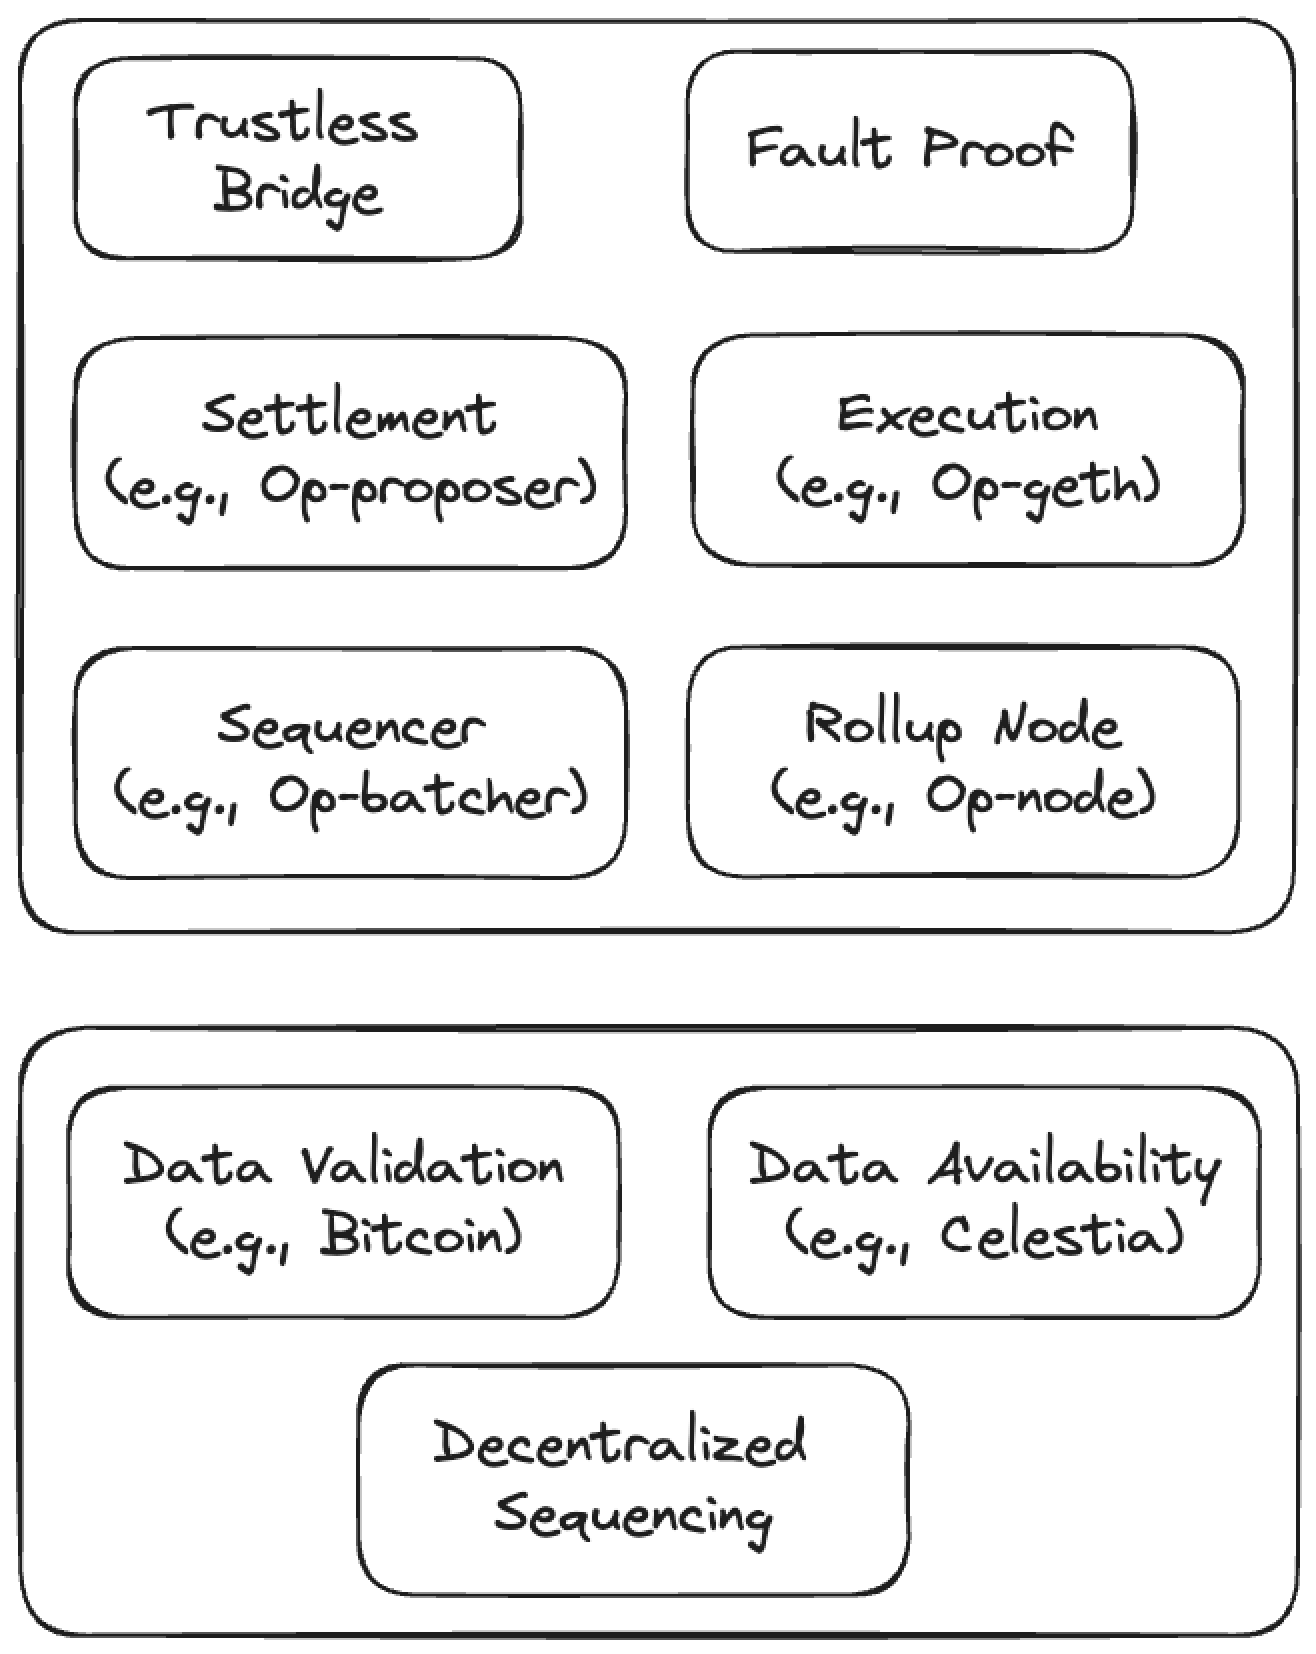 Trustless
Bridge
Fault Proof
Settlement
(e.g., Op-proposer)
Execution
(e.g., Op-geth)
Sequencer
(e.g., Op-batcher)
Rollup Node
(e.g., Op-node)
Data Validation
(e.g., Bitcoin)
Data Availability
(e.g., Celestia)
Decentralized
Sequencing